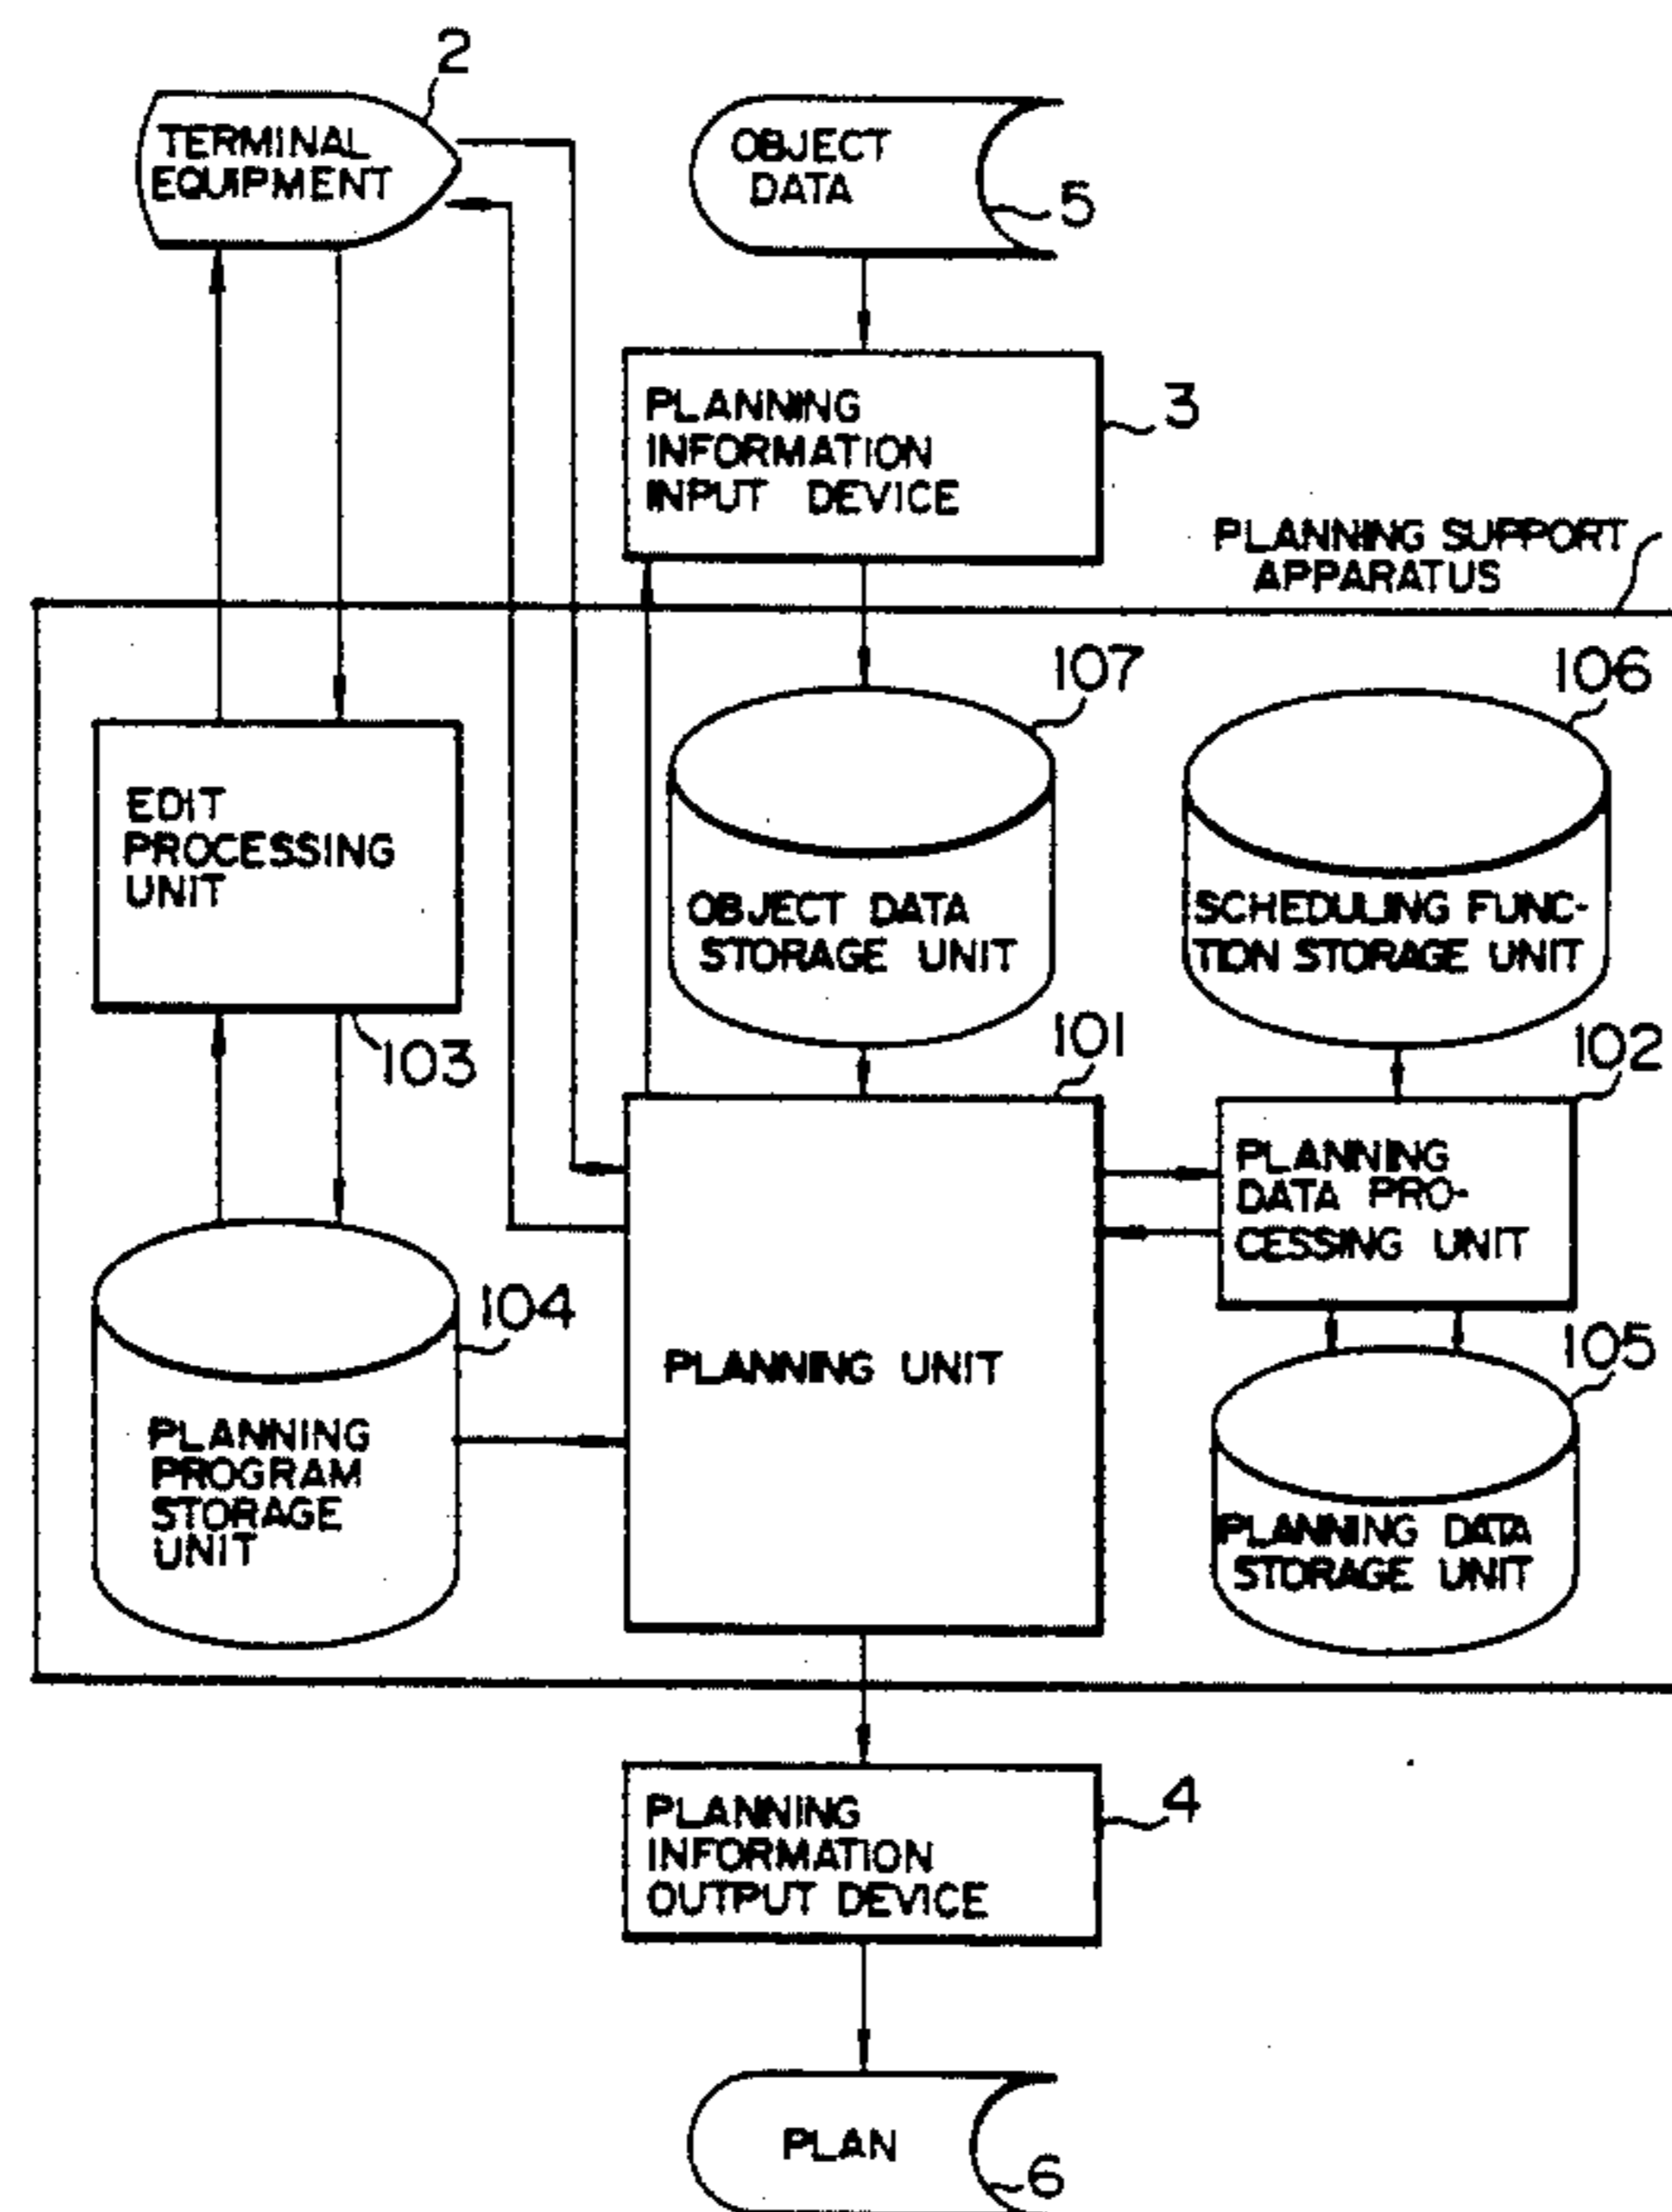 2
TERMINAL
EQUIPMENT
OBJECT
DATA
5
PLANNING
INFORMATION
INPUT DEVICE
3
PLANNING SUPPORT
APPARATUS
107
106
EDIT
PROCESSING
UNIT
OBJECT DATA
STORAGE UNIT
SCHEDULING FUNC-
TION STORAGE UNIT
103
101
102
PLANNING
DATA PRO-
CESSING UNIT
104
PLANNING UNIT
105
PLANNING
PROGRAM
STORAGE
UNIT
PLANNING DATA
STORAGE UNIT
PLANNING
INFORMATION
OUTPUT DEVICE
4
PLAN
6